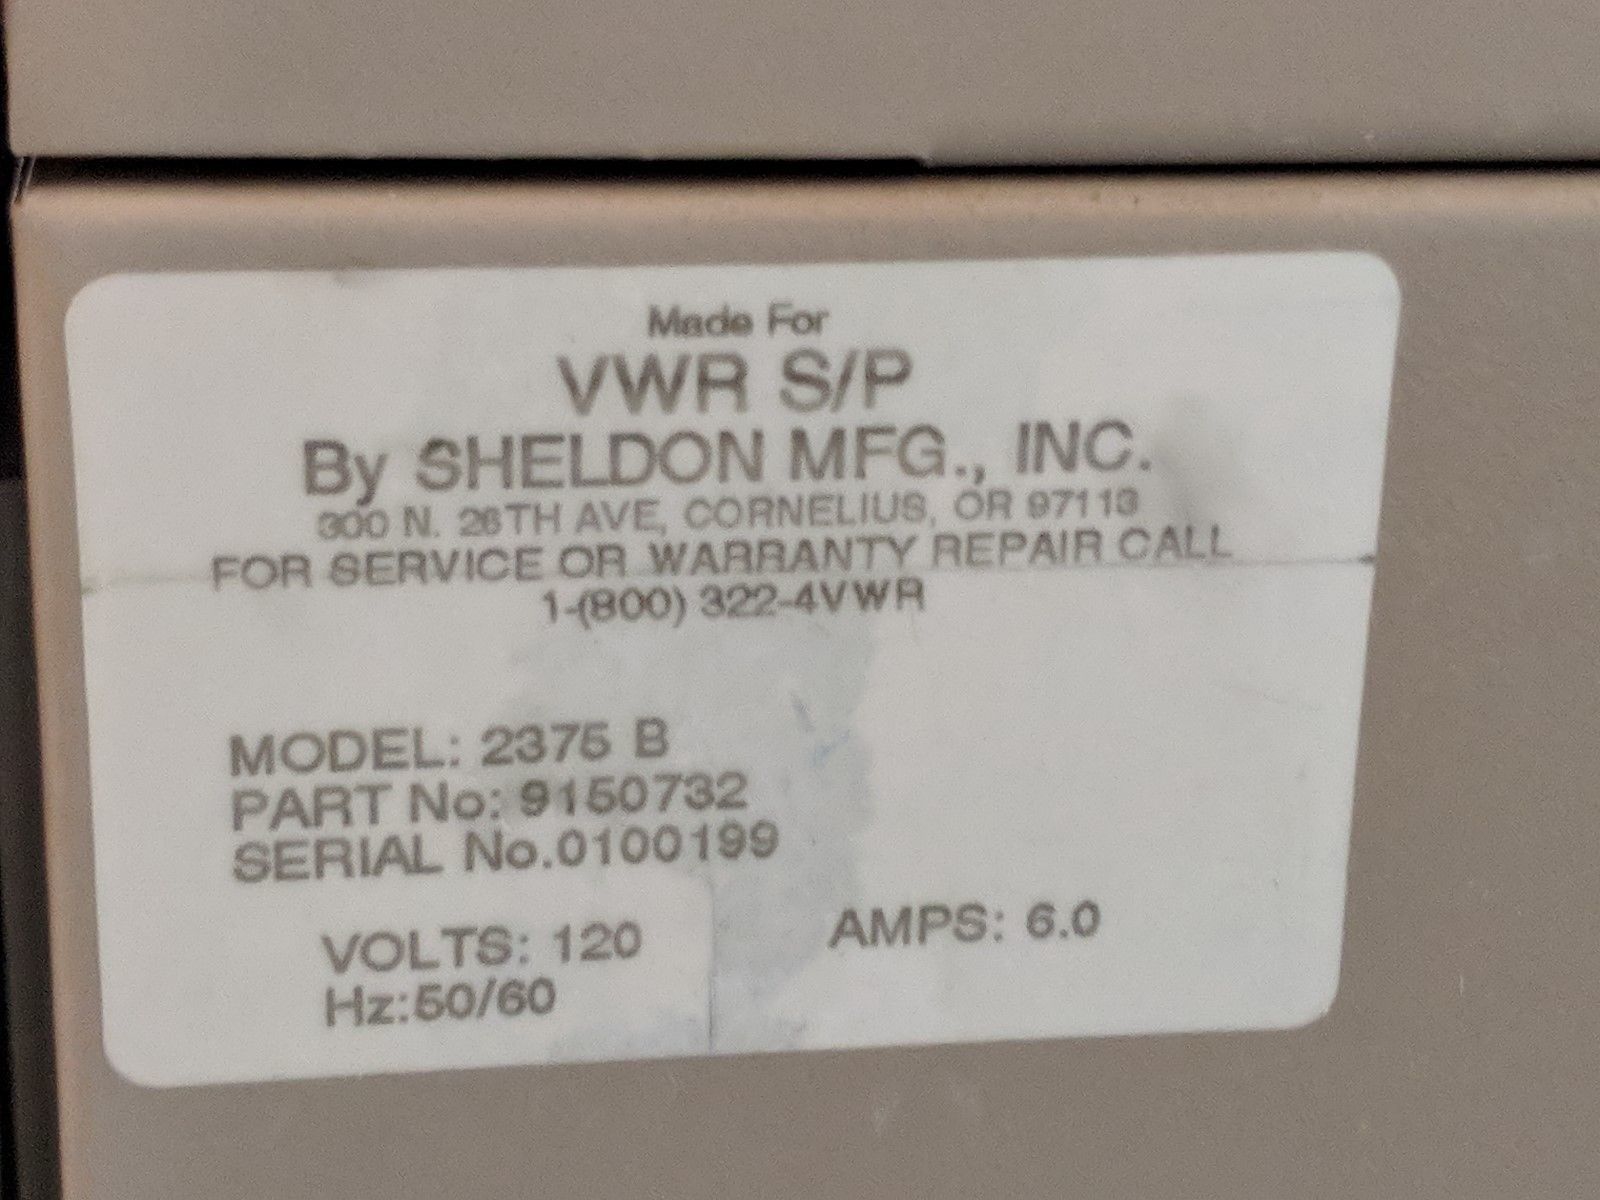 Made For
VWR S/P
By SHELDON MFG., INC.
300 N. 26TH AVE, CORNELIUS, OR 97113
FOR SERVICE OR WARRANTY REPAIR CALL
1-(800) 322-4VWR
MODEL: 2375 B
PART No: 9150732
SERIAL No.0100199
VOLTS: 120 AMPS: 6.0
Hz:50/60